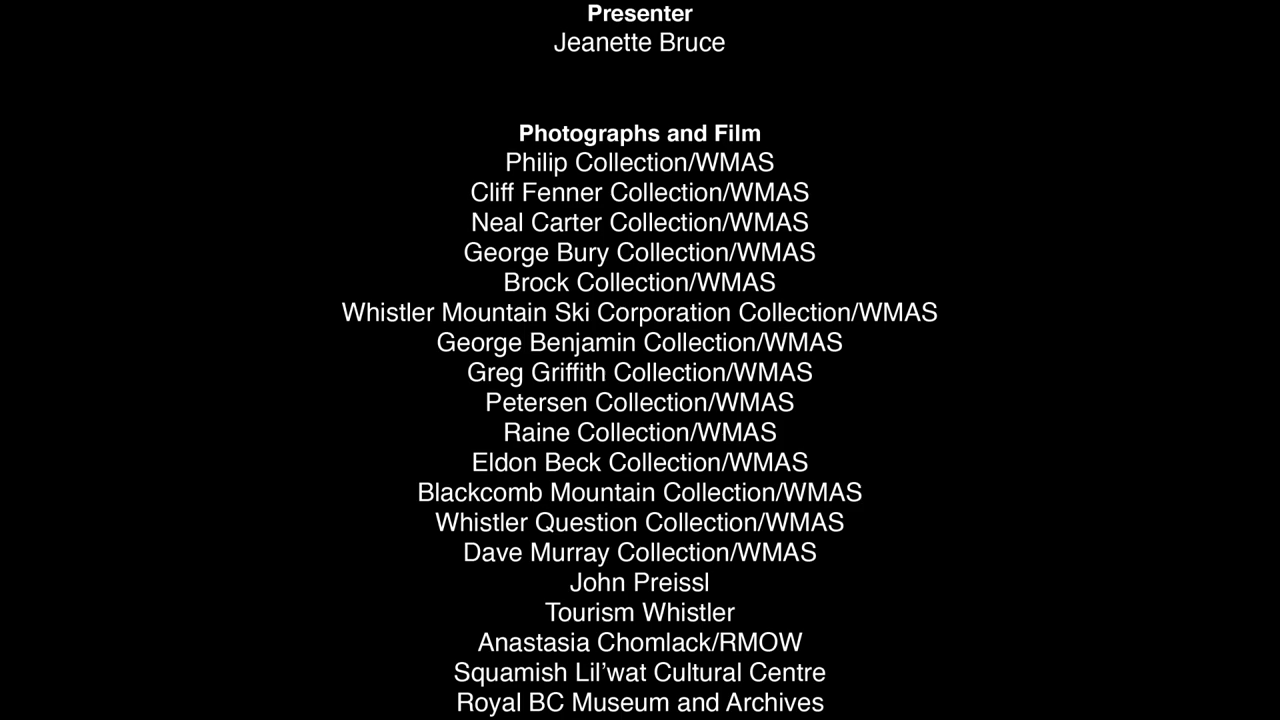 Presenter
Jeanette Bruce
Photographs and Film
Philip Collection/WMAS
Cliff Fenner Collection/WMAS
Neal Carter Collection/WMAS
George Bury Collection/WMAS
Brock Collection/WMAS
Whistler Mountain Ski Corporation Collection/WMAS
George Benjamin Collection/WMAS
Greg Griffith Collection/WMAS
Petersen Collection/WMAS
Raine Collection/WMAS
Eldon Beck Collection/WMAS
Blackcomb Mountain Collection/WMAS
Whistler Question Collection/WMAS
Dave Murray Collection/WMAS
John Preissl
Tourism Whistler
Anastasia Chomlack/RMOW
Squamish Lil’wat Cultural Centre
Royal BC Museum and Archives